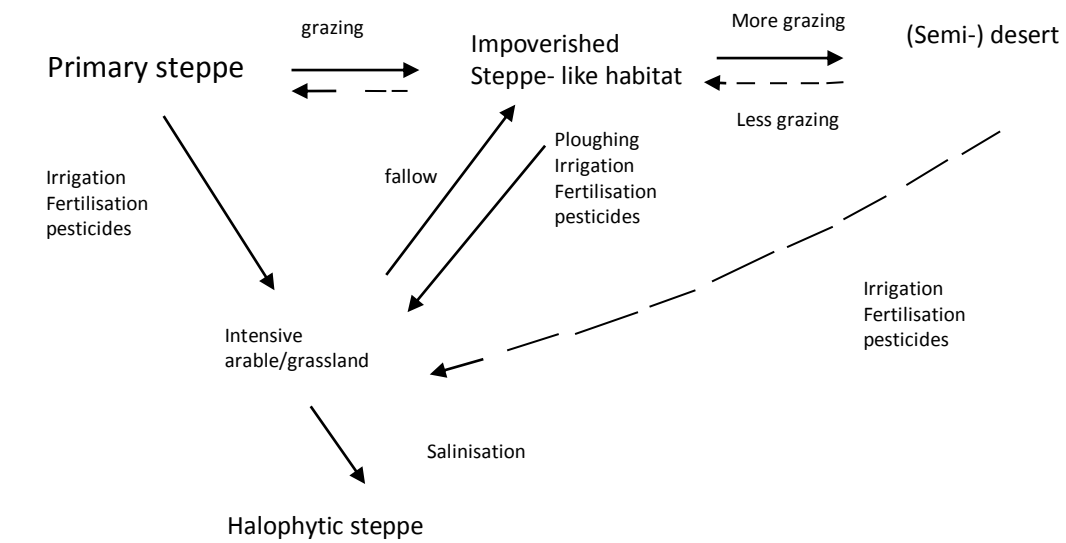 grazing
More grazing
Primary steppe
Impoverished
Steppe- like habitat
(Semi-) desert
Less grazing
Irrigation
Fertilisation
pesticides
fallow
Ploughing
Irrigation
Fertilisation
pesticides
Irrigation
Fertilisation
pesticides
Intensive
arable/grassland
Salinisation
Halophytic steppe